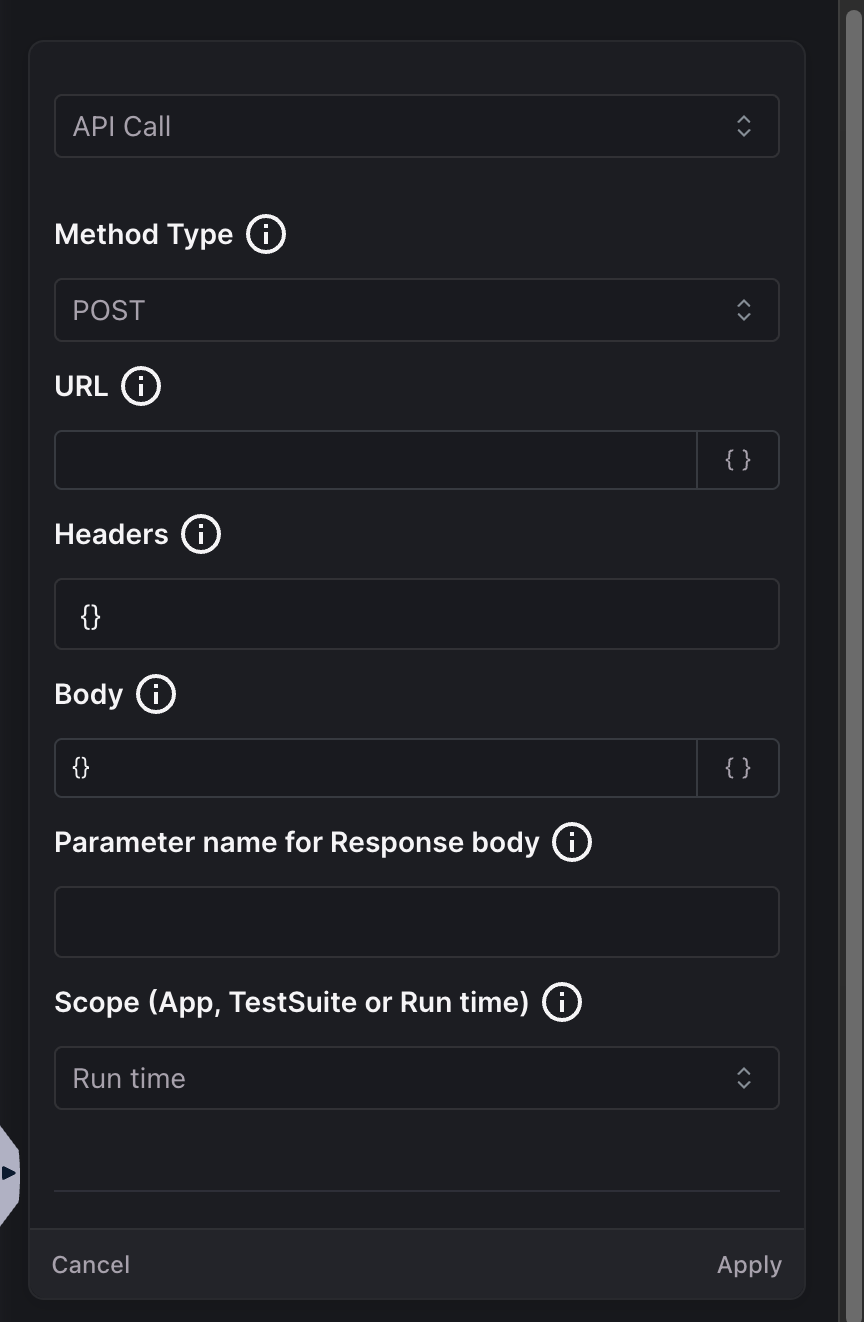 API Call
Method Type
POST
URL
{ }
Headers
{}
Body
{} { }
Parameter name for Response body
Scope (App, TestSuite or Run time)
Run time
Cancel Apply